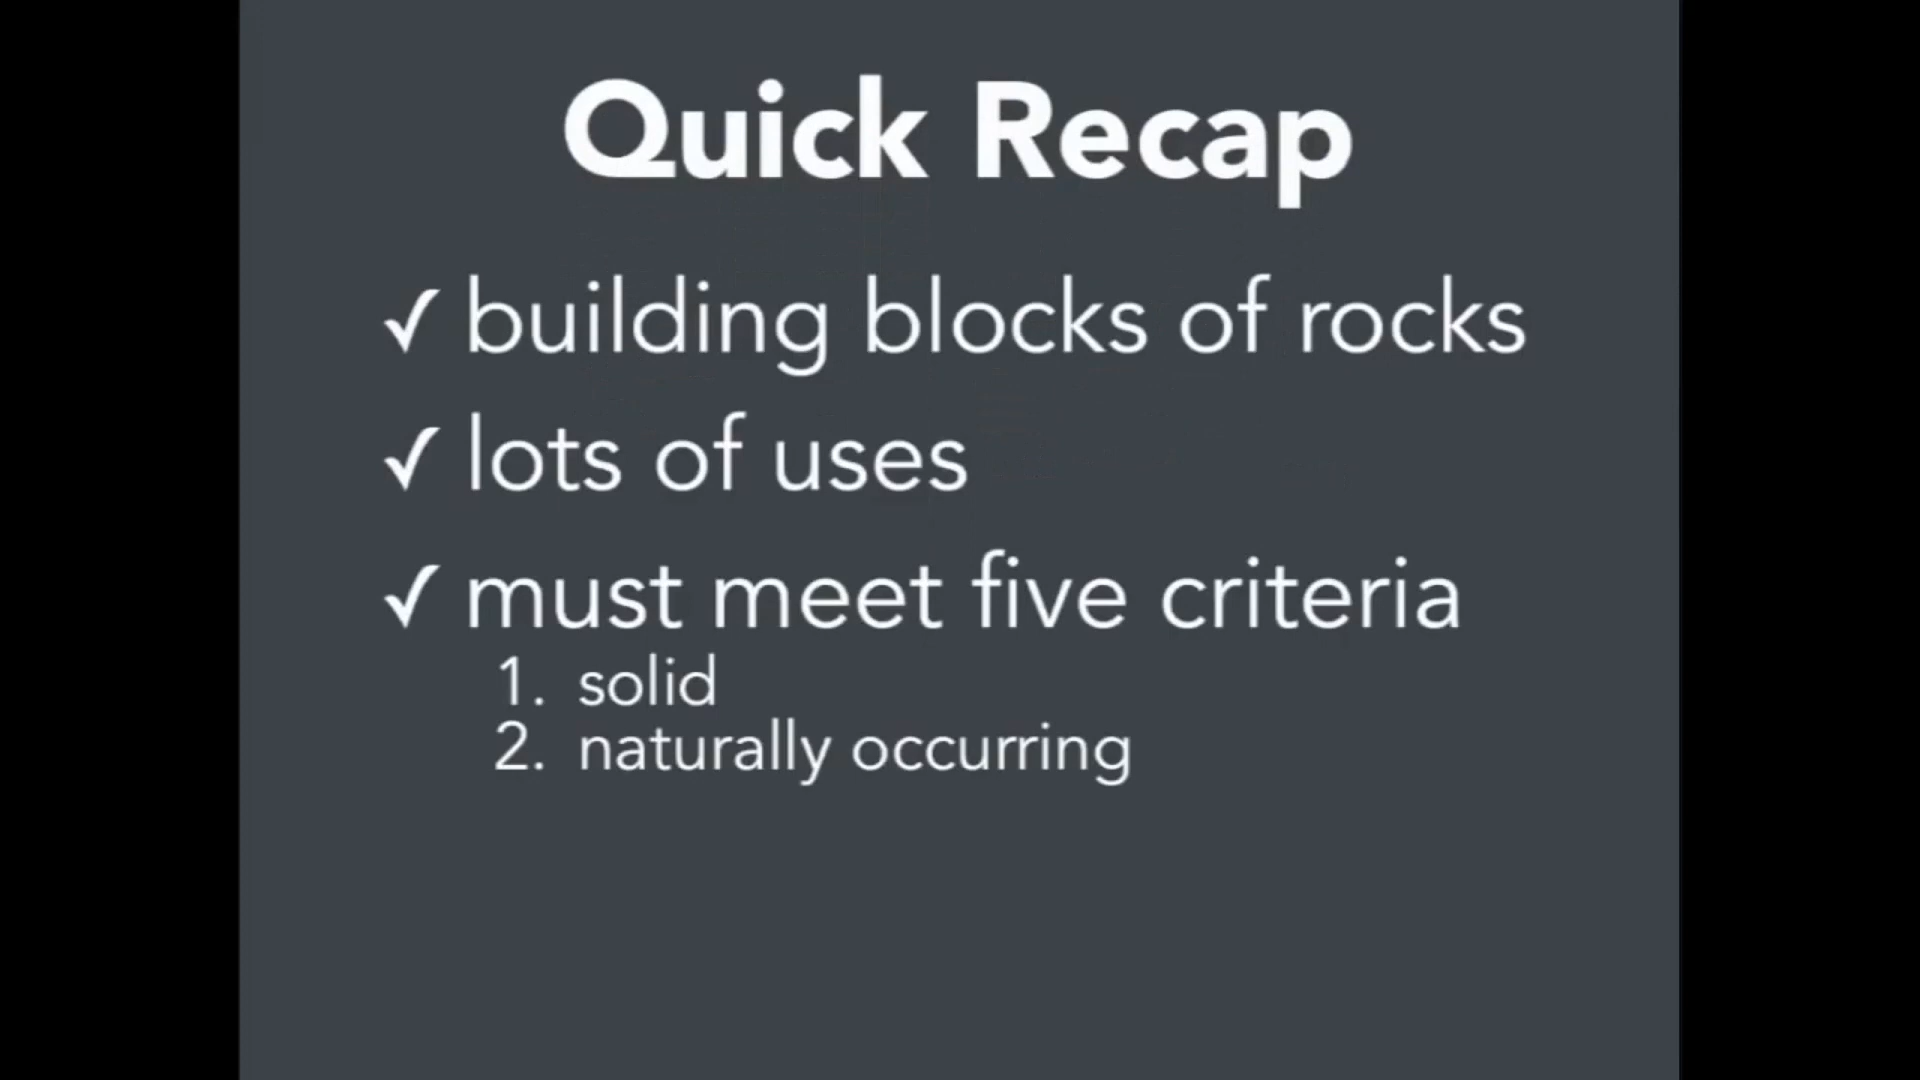 Quick Recap
✓ building blocks of rocks
✓ lots of uses
✓ must meet five criteria
1. solid
2. naturally occurring